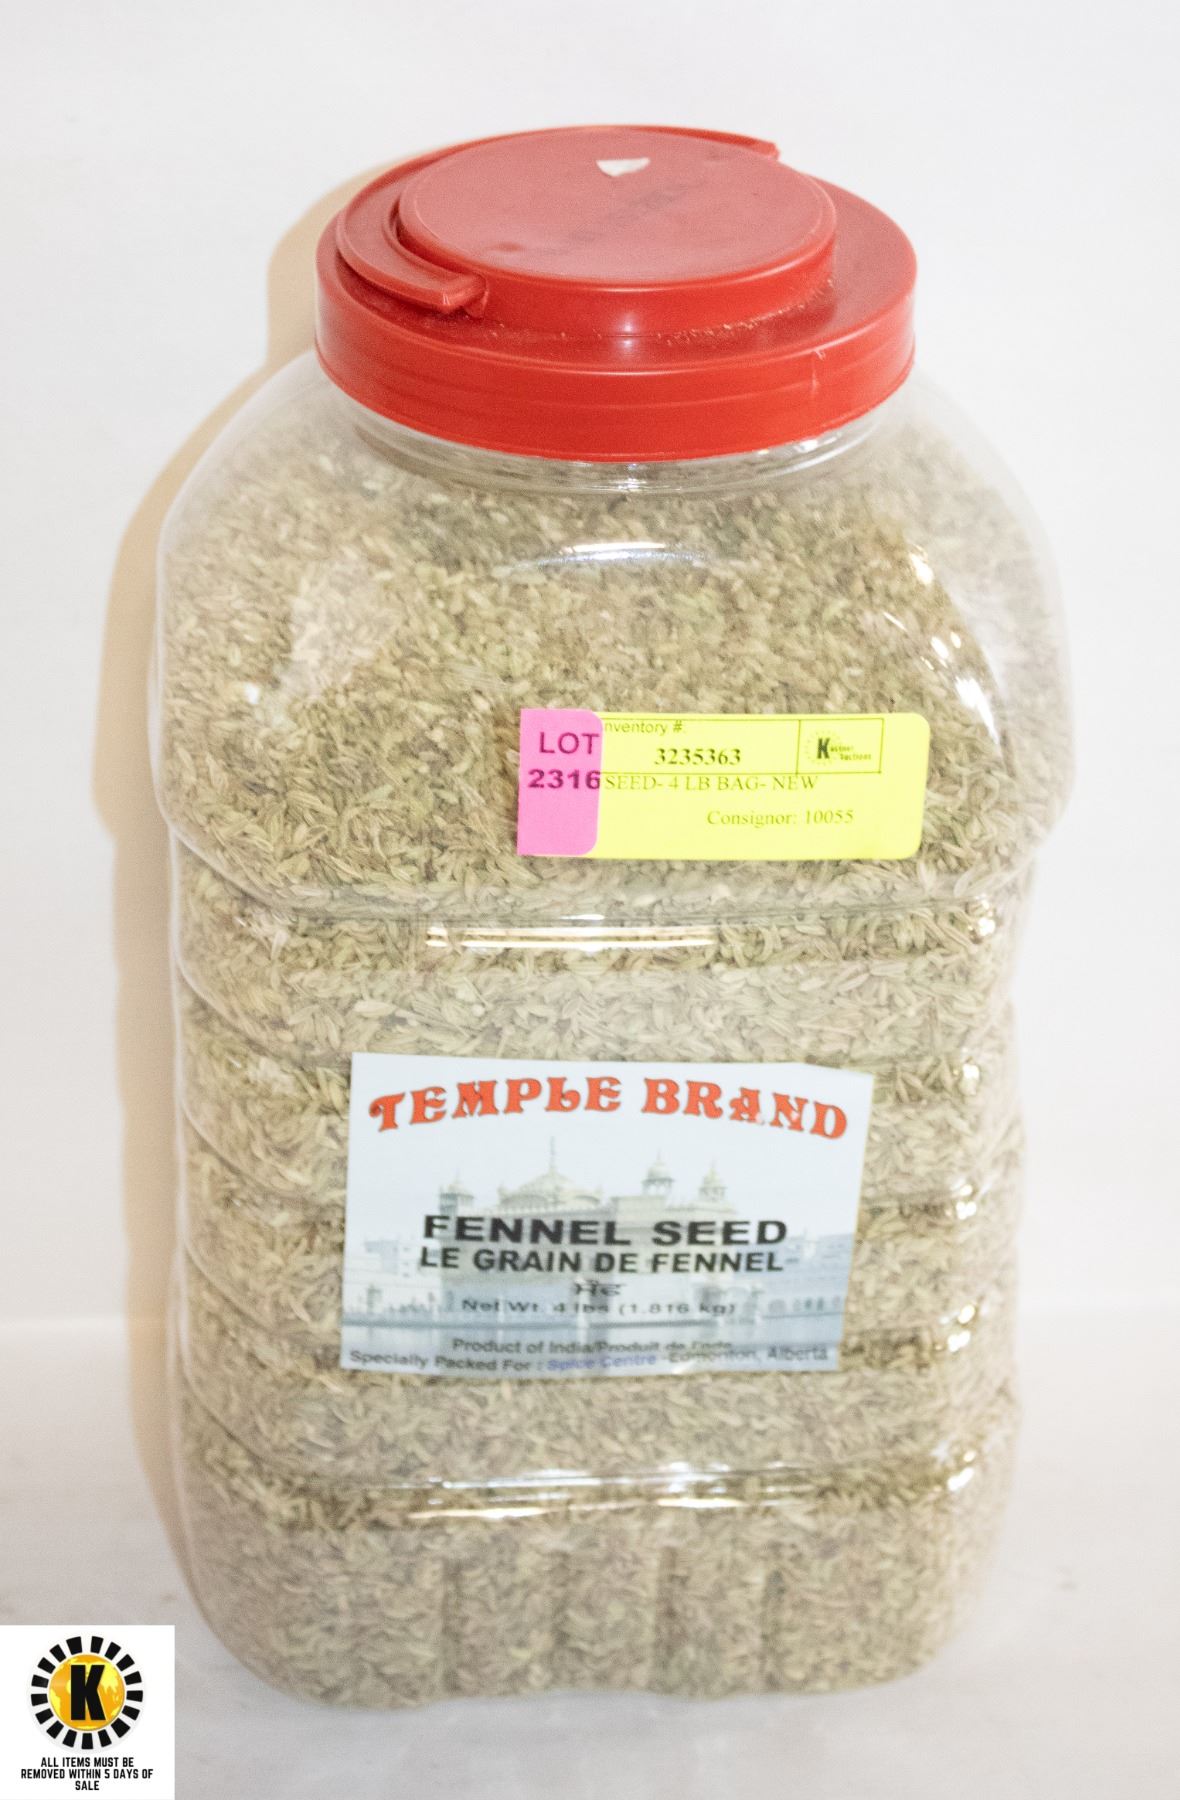 LOT
2316
nventory #:
3235363
K
SEED- 4 LB BAG- NEW
Consignor: 10055
TEMPLE BRAND
FENNEL SEED
LE GRAIN DE FENNEL
ਸੌਂਫ
Net Wt. 4 lbs (1.816 kg)
Product of India/Produit de l'inde
Specially Packed For : Spice Centre -Edmonton, Alberta
K
ALL ITEMS MUST BE
REMOVED WITHIN 5 DAYS OF
SALE